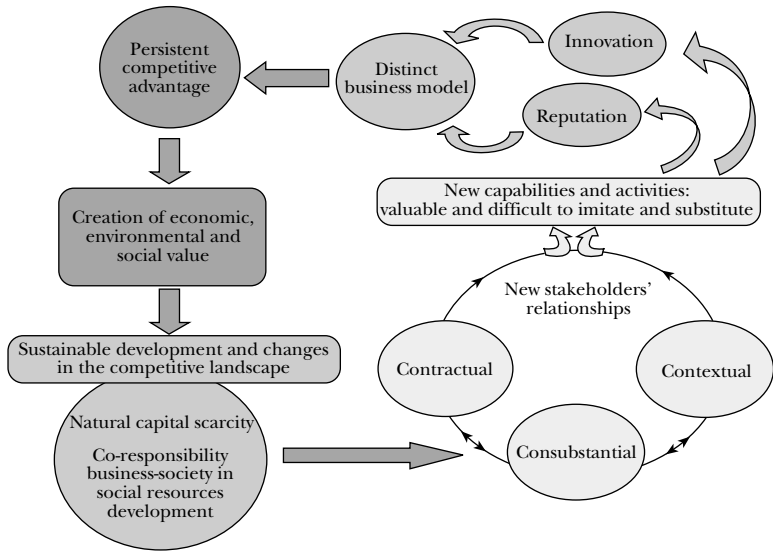 Persistent
competitive
advantage
Distinct
business model
Innovation
Reputation
New capabilities and activities:
valuable and difficult to imitate and substitute
Creation of economic,
environmental and
social value
New stakeholders’
relationships
Sustainable development and changes
in the competitive landscape
Contractual
Contextual
Consubstantial
Natural capital scarcity
Co-responsibility
business-society in
social resources
development